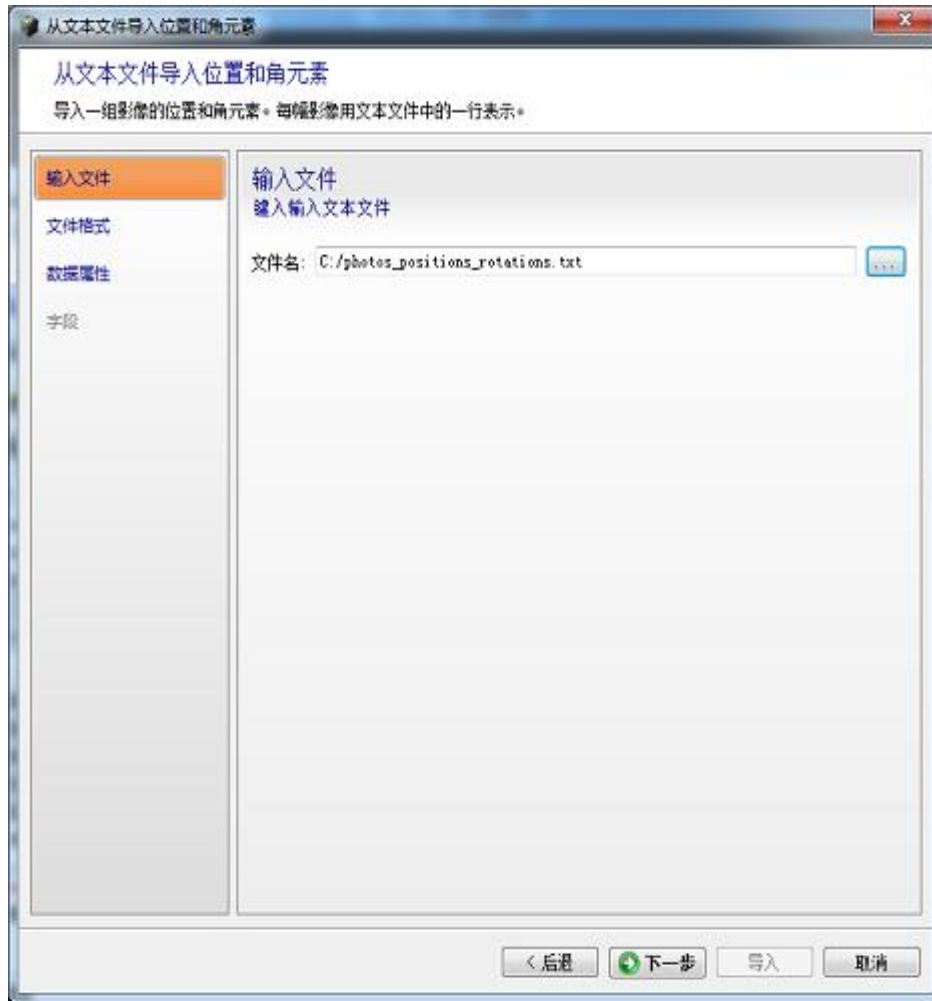 从文本文件导入位置和角元素
从文本文件导入位置和角元素
导入一组影像的位置和角元素。每幅影像用文本文件中的一行表示。
输入文件
文件格式
数据属性
字段
输入文件
键入输入文本文件
文件名: C:/photos_positions_rotations.txt
...
< 后退
下一步
导入
取消